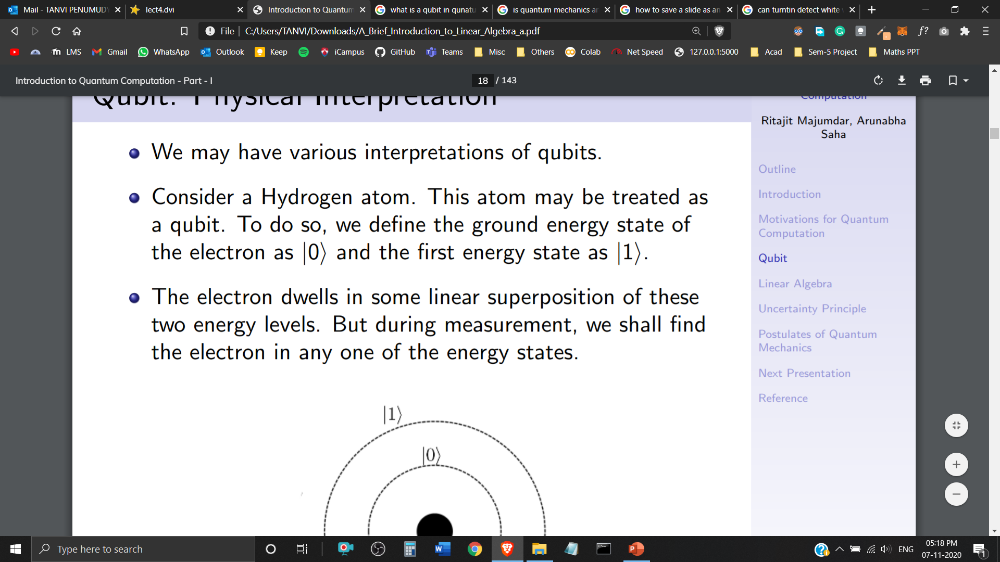 Mail - TANVI PENUMUD
lect4.dvi
Introduction to Quantum
what is a qubit in qunatu
is quantum mechanics a
how to save a slide as an
can turntin detect white
File
C:/Users/TANVI/Downloads/A_Brief_Introduction_to_Linear_Algebra_a.pdf
f?
LMS
Gmail
WhatsApp
Outlook
Keep
iCampus
GitHub
Teams
Misc
Others
Colab
Net Speed
127.0.0.1:5000
Acad
Sem-5 Project
Maths PPT
Introduction to Quantum Computation - Part - I
18 / 143
Qubit: Physical Interpretation
We may have various interpretations of qubits.
Consider a Hydrogen atom. This atom may be treated as
a qubit. To do so, we define the ground energy state of
the electron as |0⟩ and the first energy state as |1⟩.
The electron dwells in some linear superposition of these
two energy levels. But during measurement, we shall find
the electron in any one of the energy states.
|1⟩
|0⟩
Computation
Ritajit Majumdar, Arunabha
Saha
Outline
Introduction
Motivations for Quantum
Computation
Qubit
Linear Algebra
Uncertainty Principle
Postulates of Quantum
Mechanics
Next Presentation
Reference
Type here to search
ENG
05:18 PM
07-11-2020
1